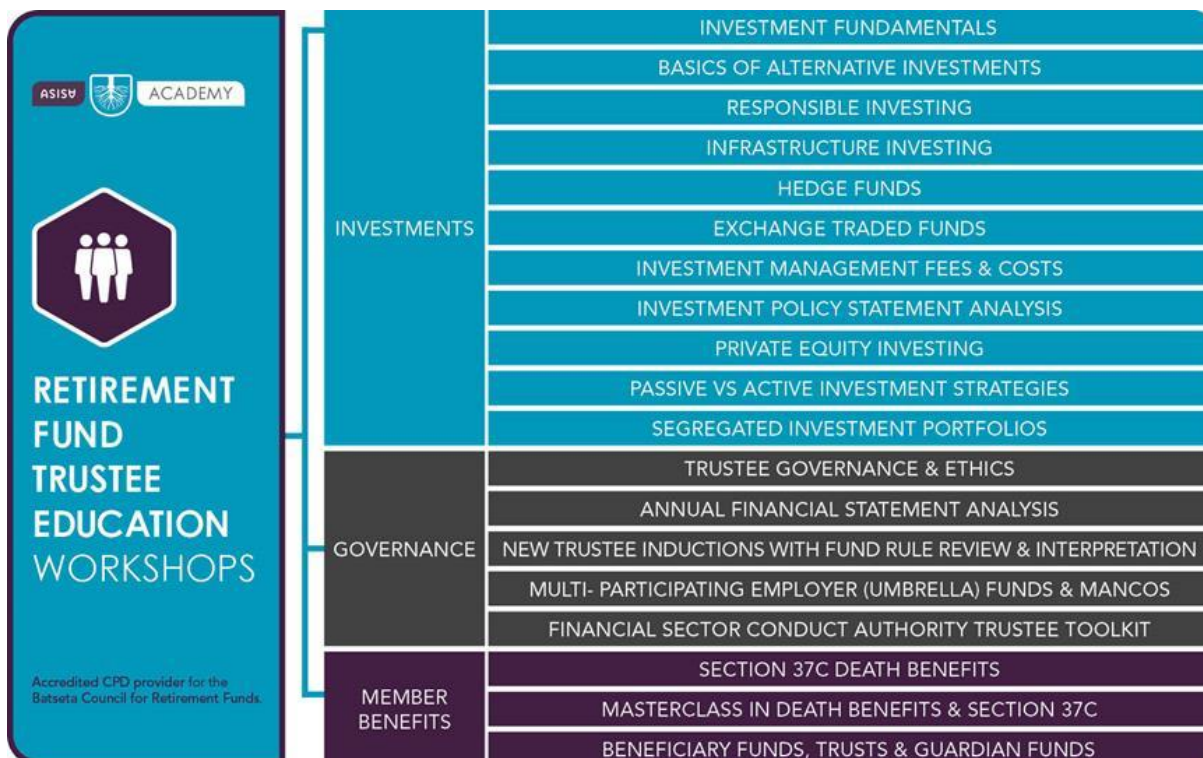 ASISA ACADEMY
RETIREMENT
FUND
TRUSTEE
EDUCATION
WORKSHOPS
Accredited CPD provider for the
Batseta Council for Retirement Funds.
INVESTMENTS
INVESTMENT FUNDAMENTALS
BASICS OF ALTERNATIVE INVESTMENTS
RESPONSIBLE INVESTING
INFRASTRUCTURE INVESTING
HEDGE FUNDS
EXCHANGE TRADED FUNDS
INVESTMENT MANAGEMENT FEES & COSTS
INVESTMENT POLICY STATEMENT ANALYSIS
PRIVATE EQUITY INVESTING
PASSIVE VS ACTIVE INVESTMENT STRATEGIES
SEGREGATED INVESTMENT PORTFOLIOS
GOVERNANCE
TRUSTEE GOVERNANCE & ETHICS
ANNUAL FINANCIAL STATEMENT ANALYSIS
NEW TRUSTEE INDUCTIONS WITH FUND RULE REVIEW & INTERPRETATION
MULTI- PARTICIPATING EMPLOYER (UMBRELLA) FUNDS & MANCOS
FINANCIAL SECTOR CONDUCT AUTHORITY TRUSTEE TOOLKIT
MEMBER
BENEFITS
SECTION 37C DEATH BENEFITS
MASTERCLASS IN DEATH BENEFITS & SECTION 37C
BENEFICIARY FUNDS, TRUSTS & GUARDIAN FUNDS